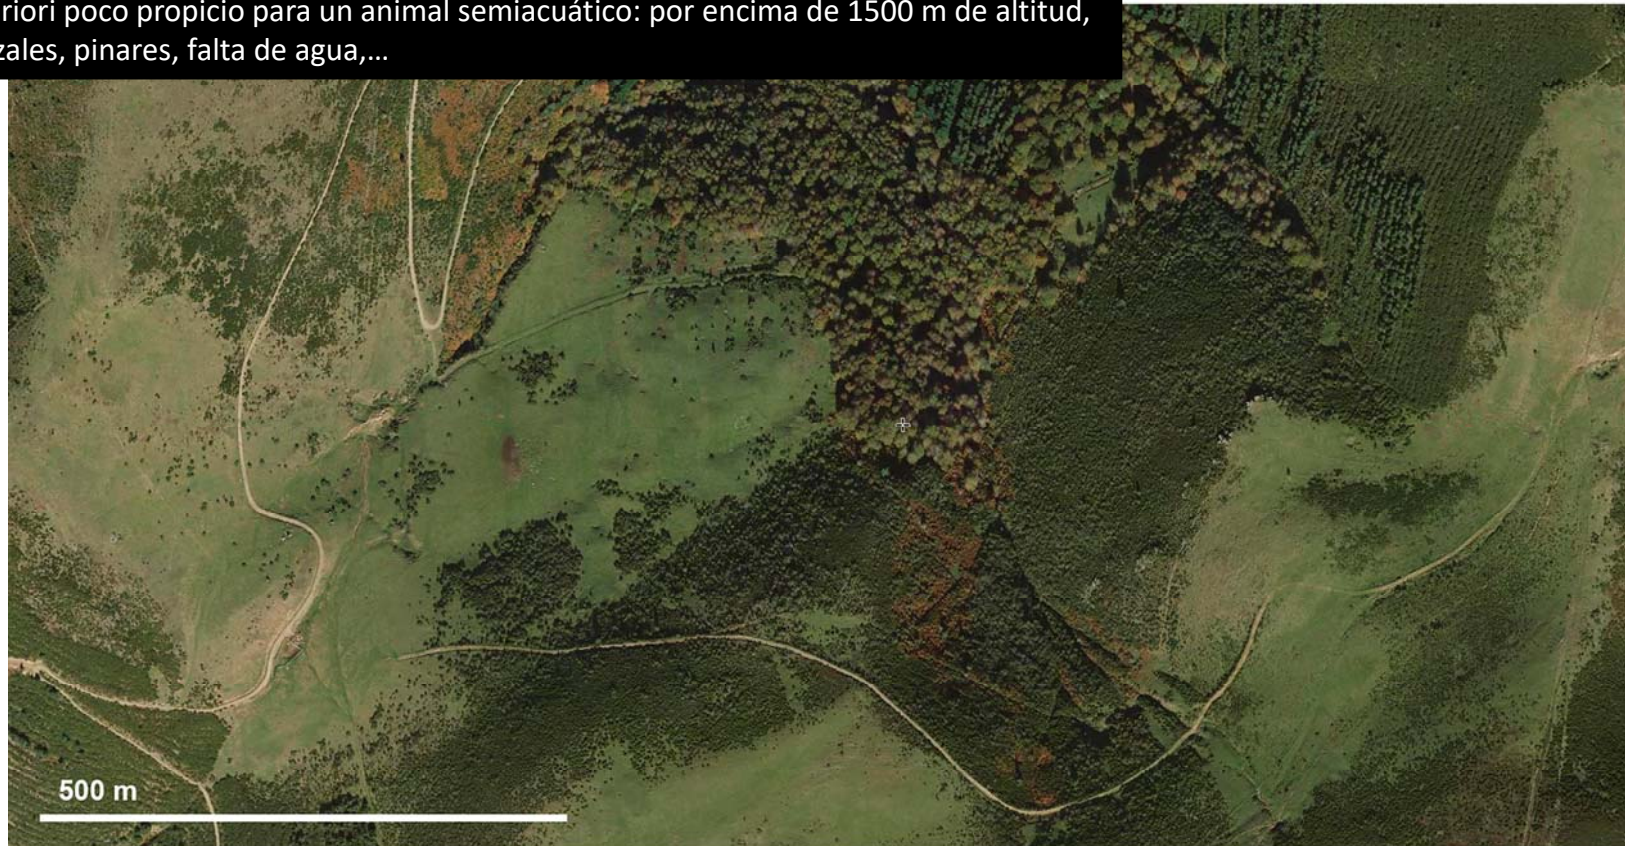 riori poco propicio para un animal semiacuático: por encima de 1500 m de altitud,
zales, pinares, falta de agua,…
500 m